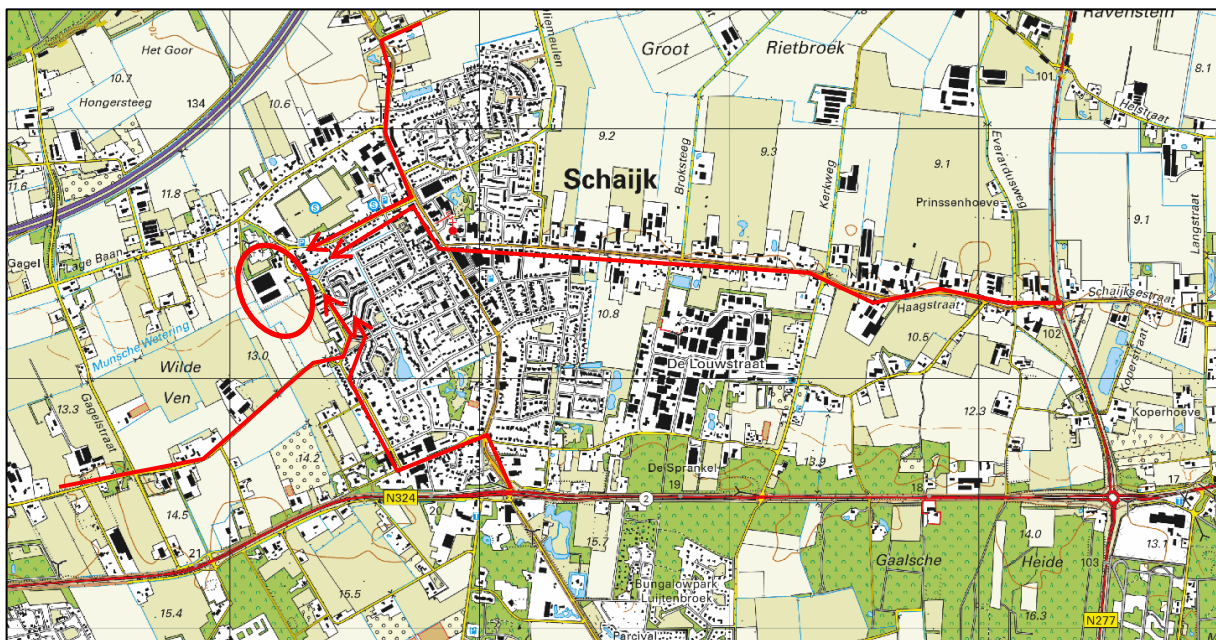 Ravenstein
Het Goor
10.7
Hongersteeg
134
10.6
Groot
Rietbroek
101
8.1
Helstraat
9.2
9.3
9.1
Schaijk
Broksteeg
Kerkweg
Everardusweg
11.6
11.8
S
S
Prinssenhoeve
9.1
Langstraat
Gagel
Lage Baan
Munsche Wetering
13.0
10.8
Haagstraat
Schaijksestraat
102
10.5
Wilde
Ven
De Louwstraat
Kopelstraat
13.3
Gagelstraat
12.3
Koperhoeve
14.2
13.9
De Sprankel
19
18
17
N324
2
14.5
20
21
15.7
Gaalsche
Heide
14.0
13.1
103
15.5
15.4
Bungalowpark
Luijtenbroek
16.3
N277
Parcival